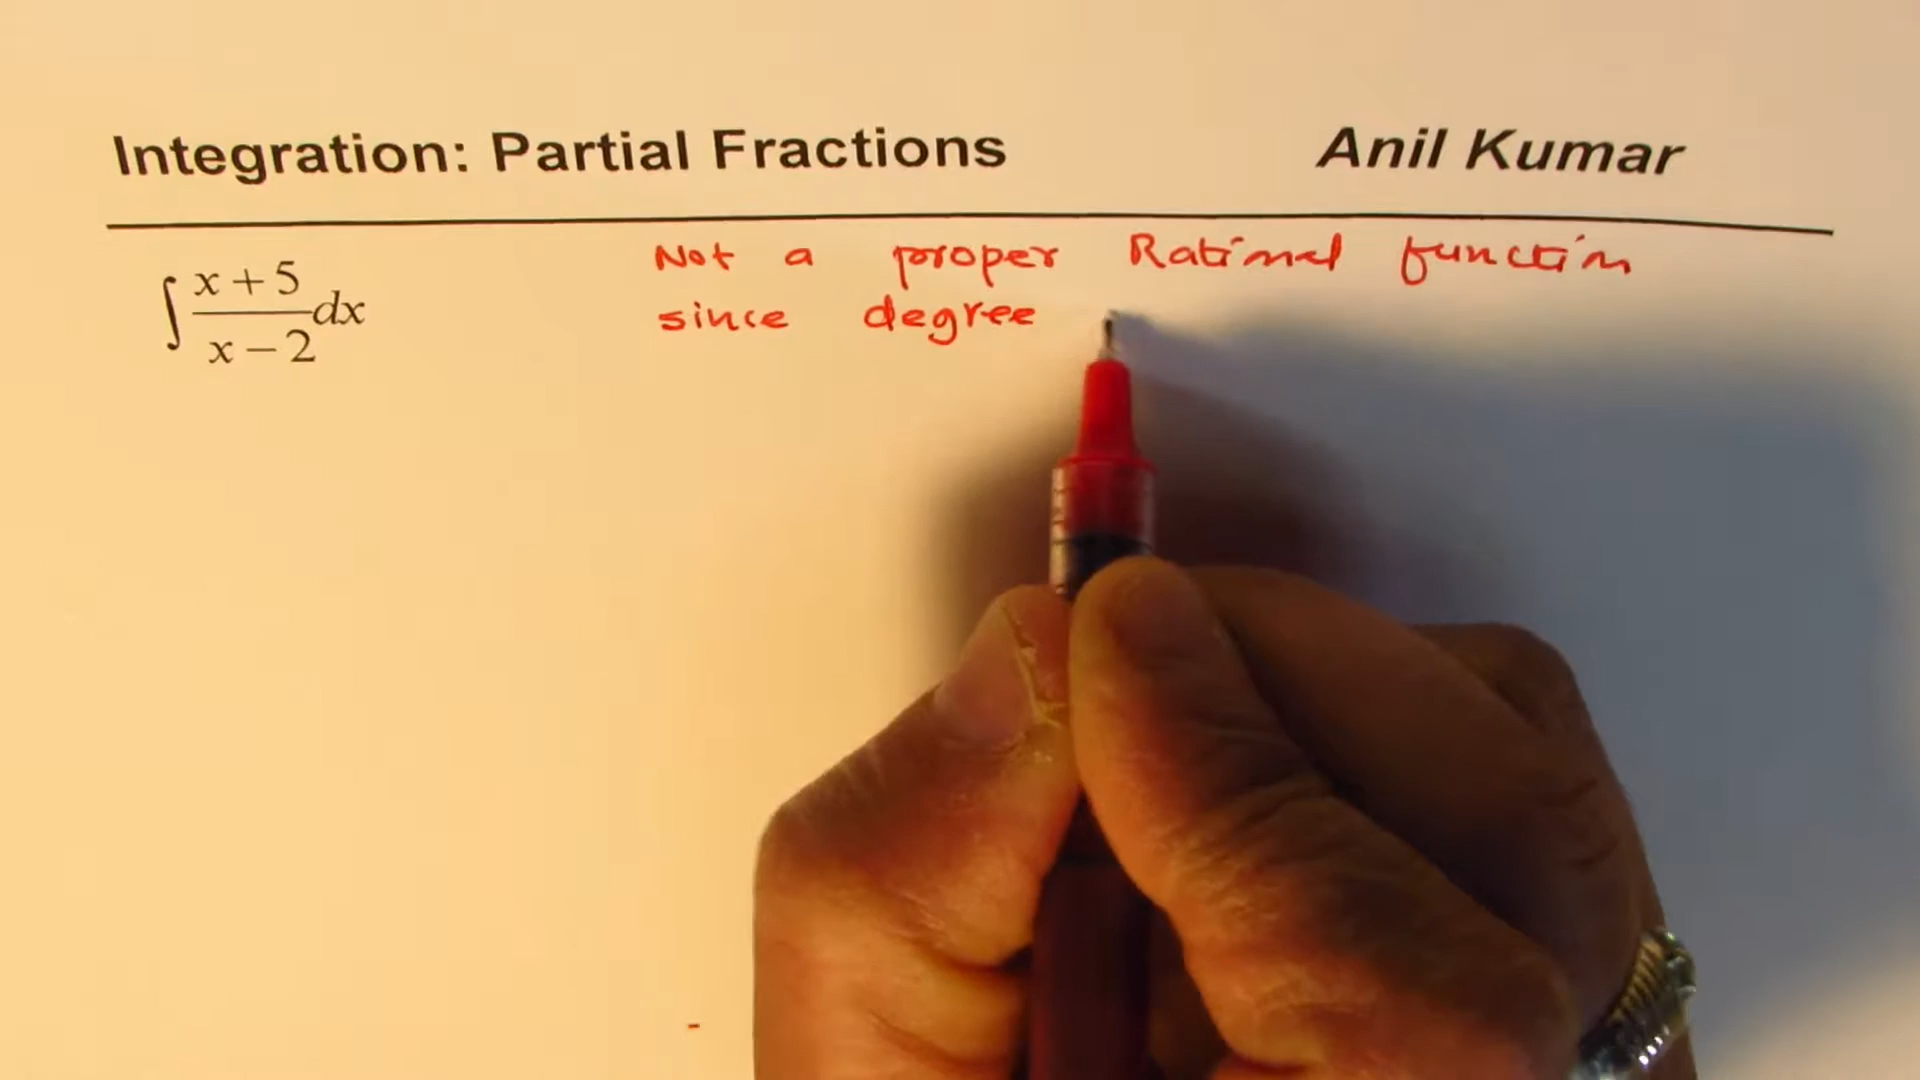 Integration: Partial Fractions Anil Kumar
∫ x + 5 / x − 2 dx
Not a proper Rational function
since degree